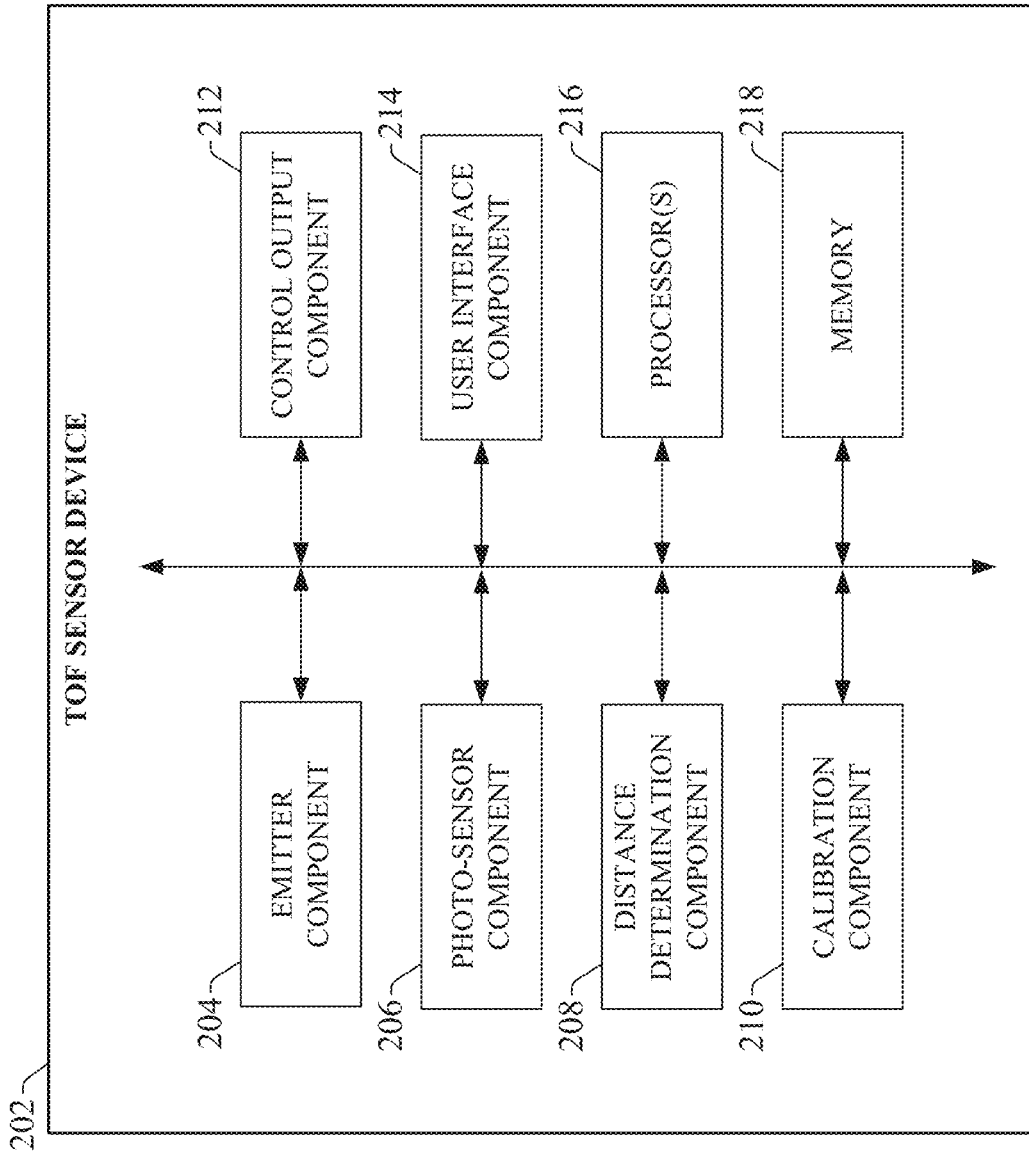 202
TOF SENSOR DEVICE
204
EMITTER
COMPONENT
206
PHOTO-SENSOR
COMPONENT
208
DISTANCE
DETERMINATION
COMPONENT
210
CALIBRATION
COMPONENT
212
CONTROL OUTPUT
COMPONENT
214
USER INTERFACE
COMPONENT
216
PROCESSOR(S)
218
MEMORY